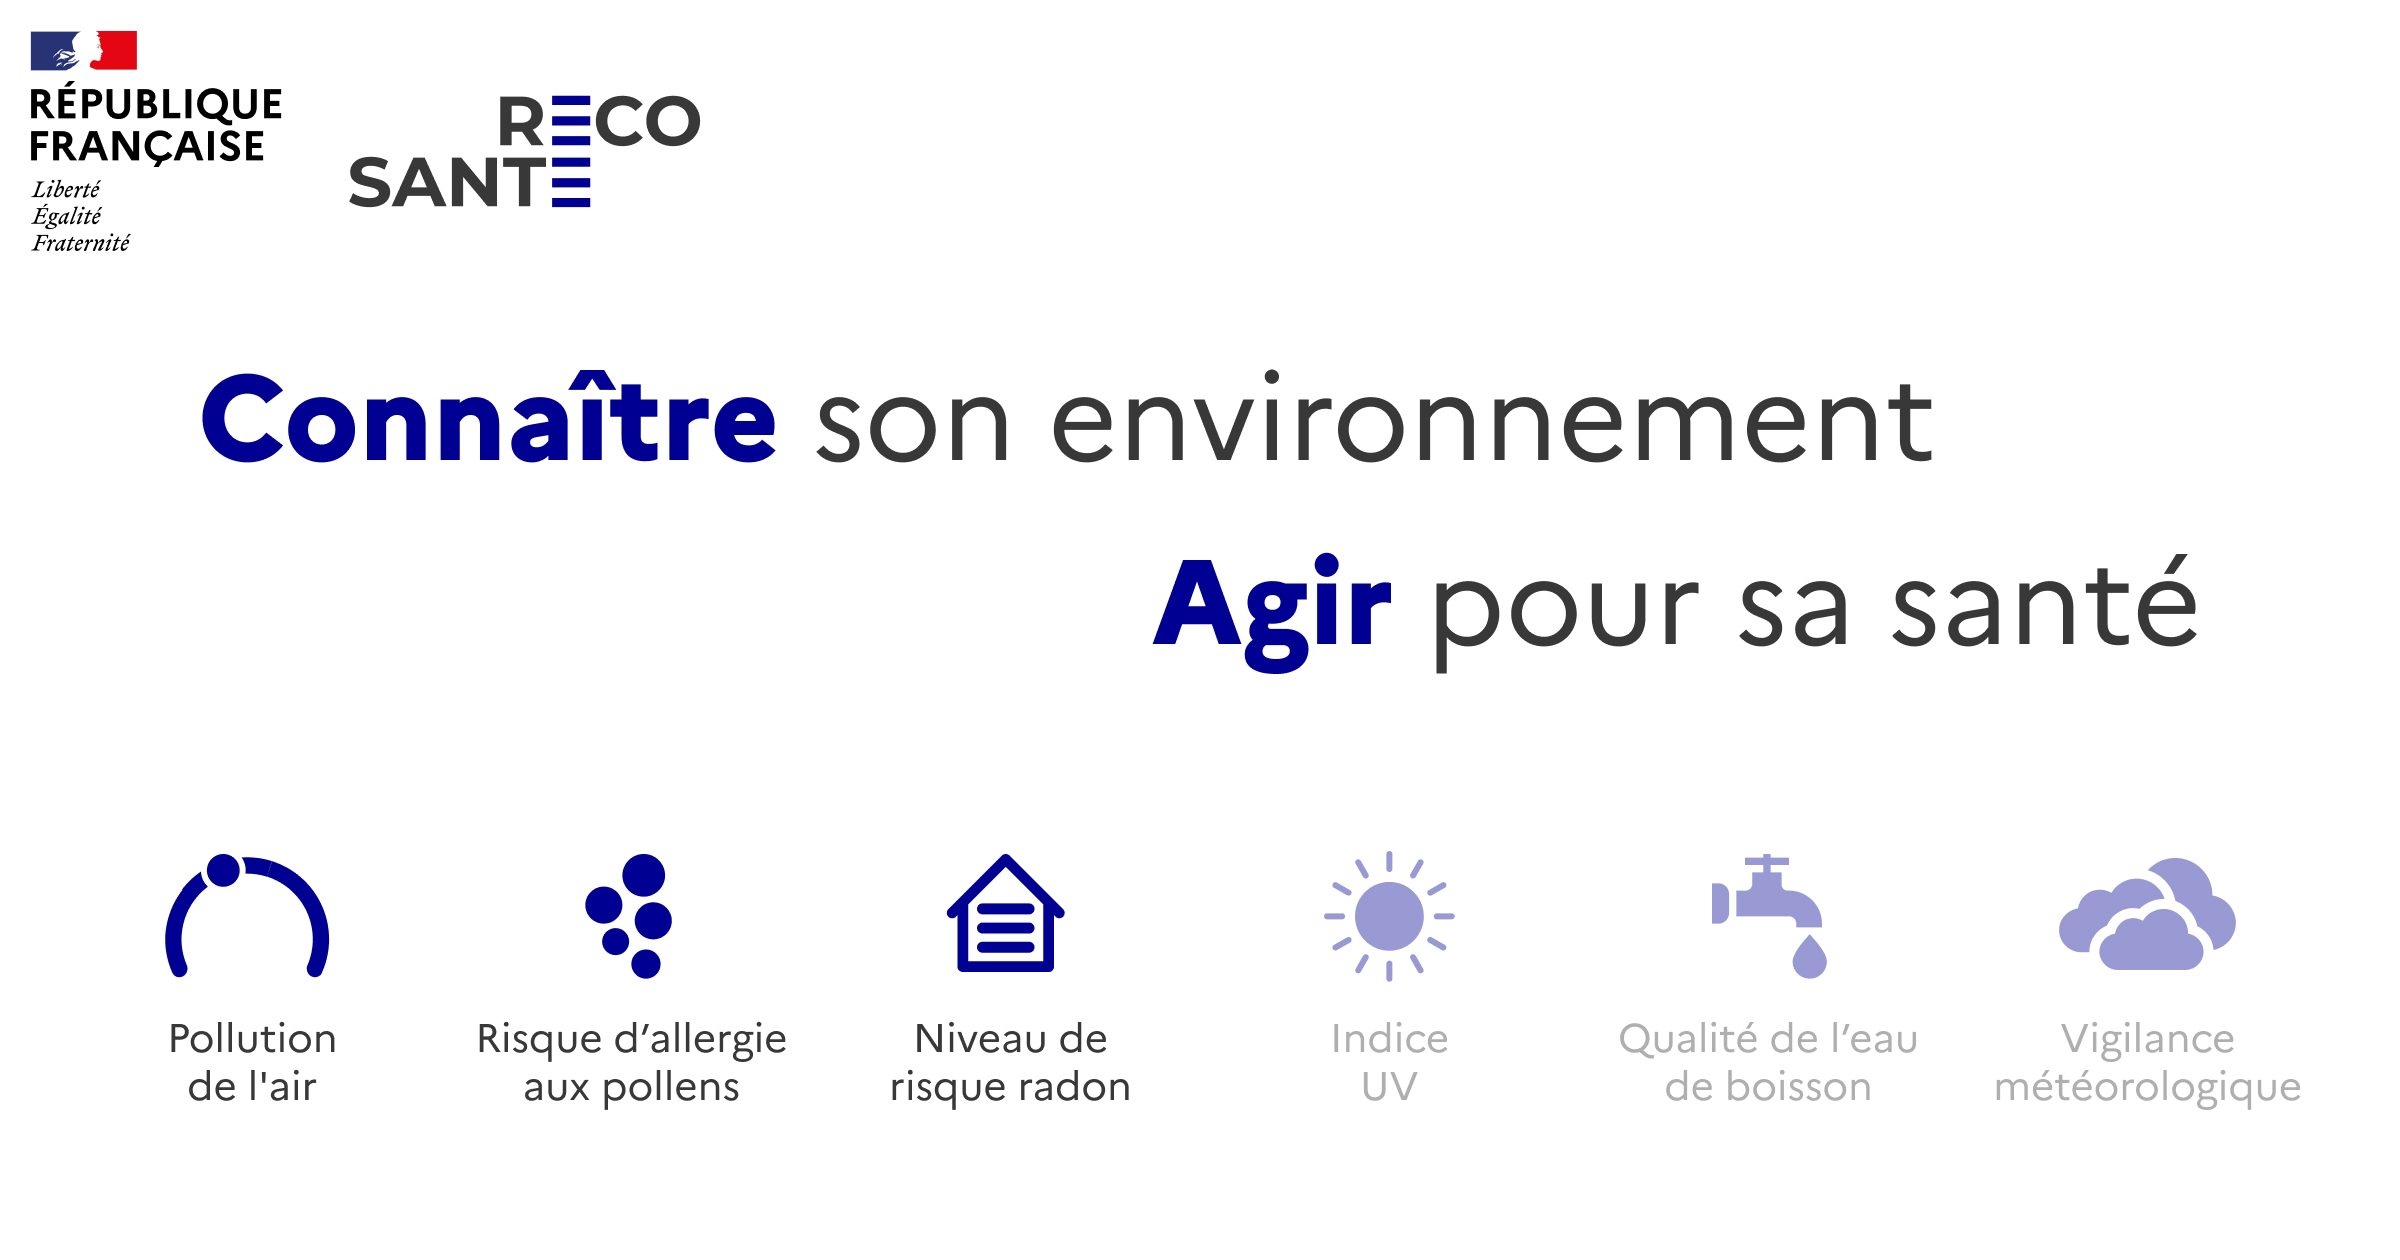 RÉPUBLIQUE
FRANÇAISE
Liberté
Égalité
Fraternité
RECO
SANTE
Connaître son environnement
Agir pour sa santé
Pollution
de l'air
Risque d’allergie
aux pollens
Niveau de
risque radon
Indice
UV
Qualité de l’eau
de boisson
Vigilance
météorologique